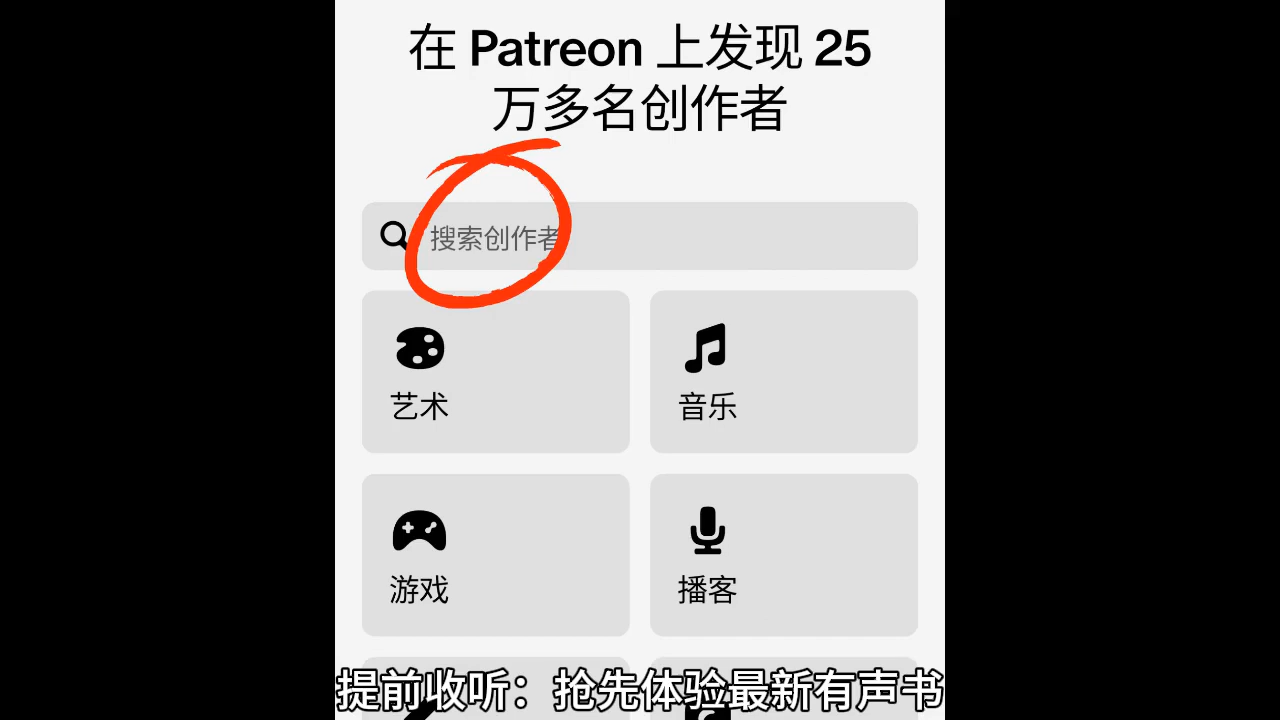 在 Patreon 上发现 25
万多名创作者
搜索创作者
艺术
音乐
游戏
播客
提前收听：抢先体验最新有声书